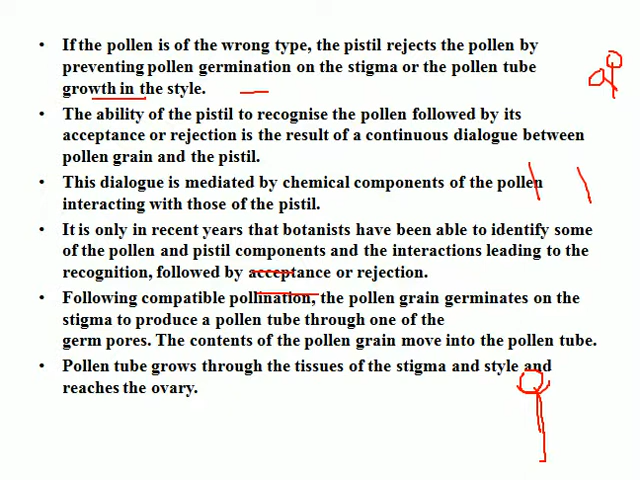 • If the pollen is of the wrong type, the pistil rejects the pollen by
preventing pollen germination on the stigma or the pollen tube
growth in the style.
• The ability of the pistil to recognise the pollen followed by its
acceptance or rejection is the result of a continuous dialogue between
pollen grain and the pistil.
• This dialogue is mediated by chemical components of the pollen
interacting with those of the pistil.
• It is only in recent years that botanists have been able to identify some
of the pollen and pistil components and the interactions leading to the
recognition, followed by acceptance or rejection.
• Following compatible pollination, the pollen grain germinates on the
stigma to produce a pollen tube through one of the
germ pores. The contents of the pollen grain move into the pollen tube.
• Pollen tube grows through the tissues of the stigma and style and
reaches the ovary.